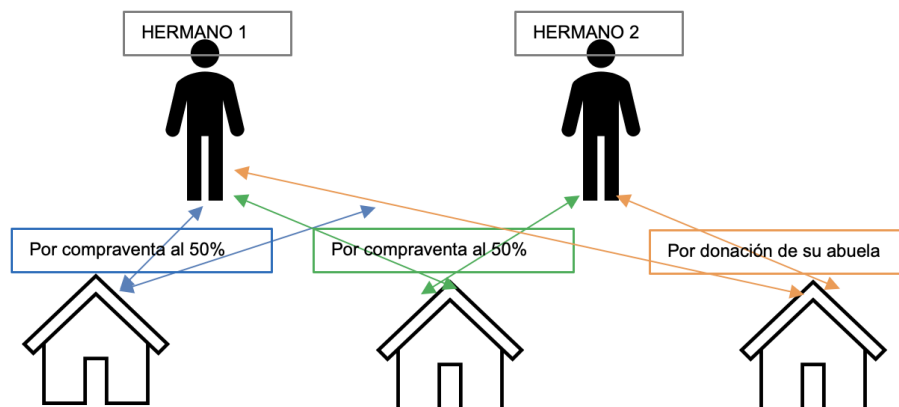 HERMANO 1
HERMANO 2
Por compraventa al 50%
Por compraventa al 50%
Por donación de su abuela